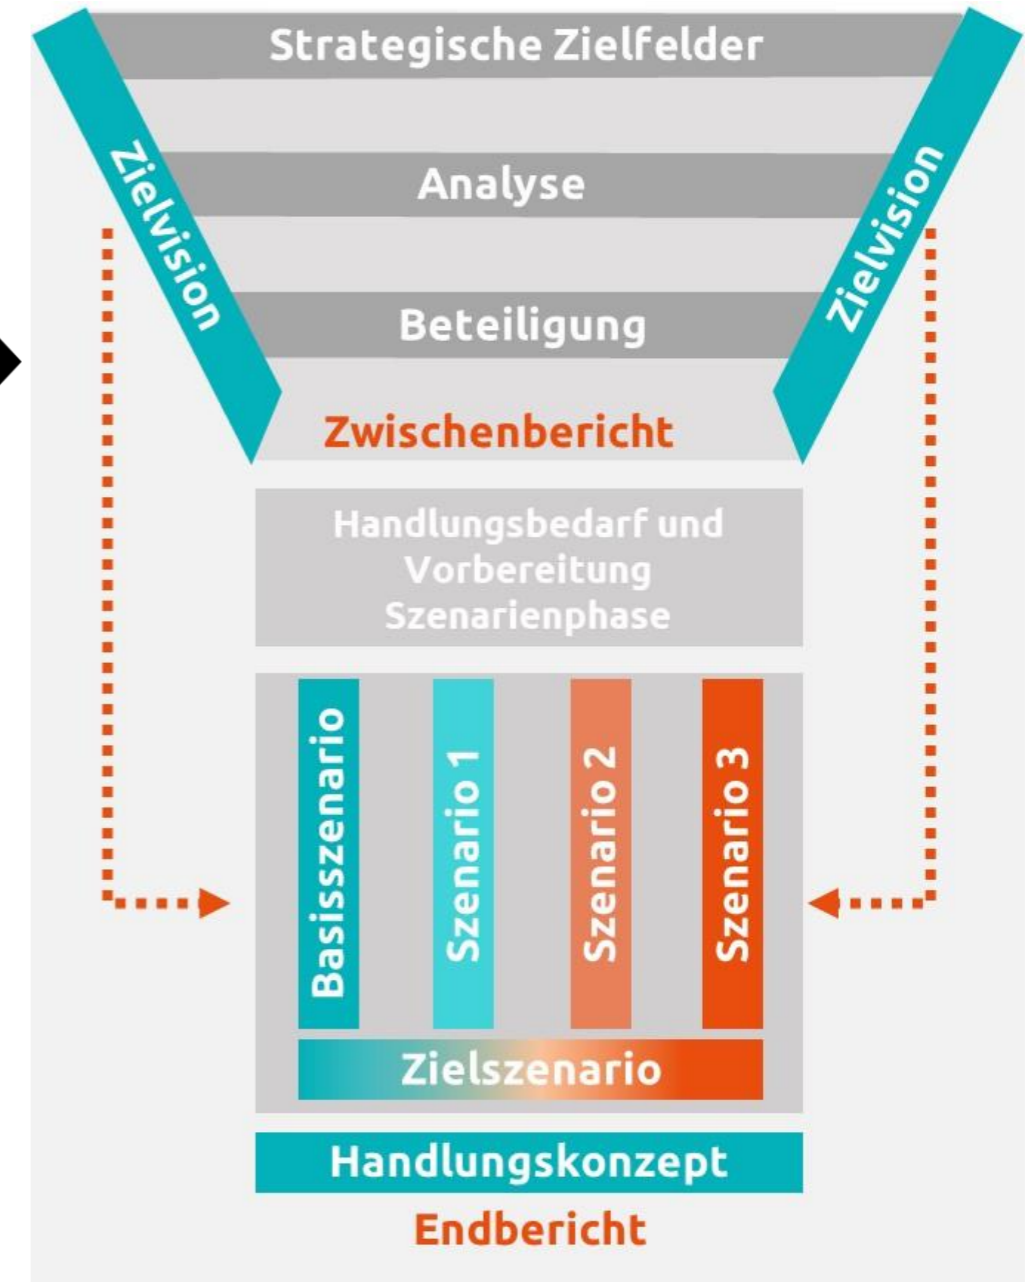 Strategische Zielfelder
Zielvision
Zielvision
Analyse
Beteiligung
Zwischenbericht
Handlungsbedarf und
Vorbereitung
Szenarienphase
Basisszenario
Szenario 1
Szenario 2
Szenario 3
Zielszenario
Handlungskonzept
Endbericht